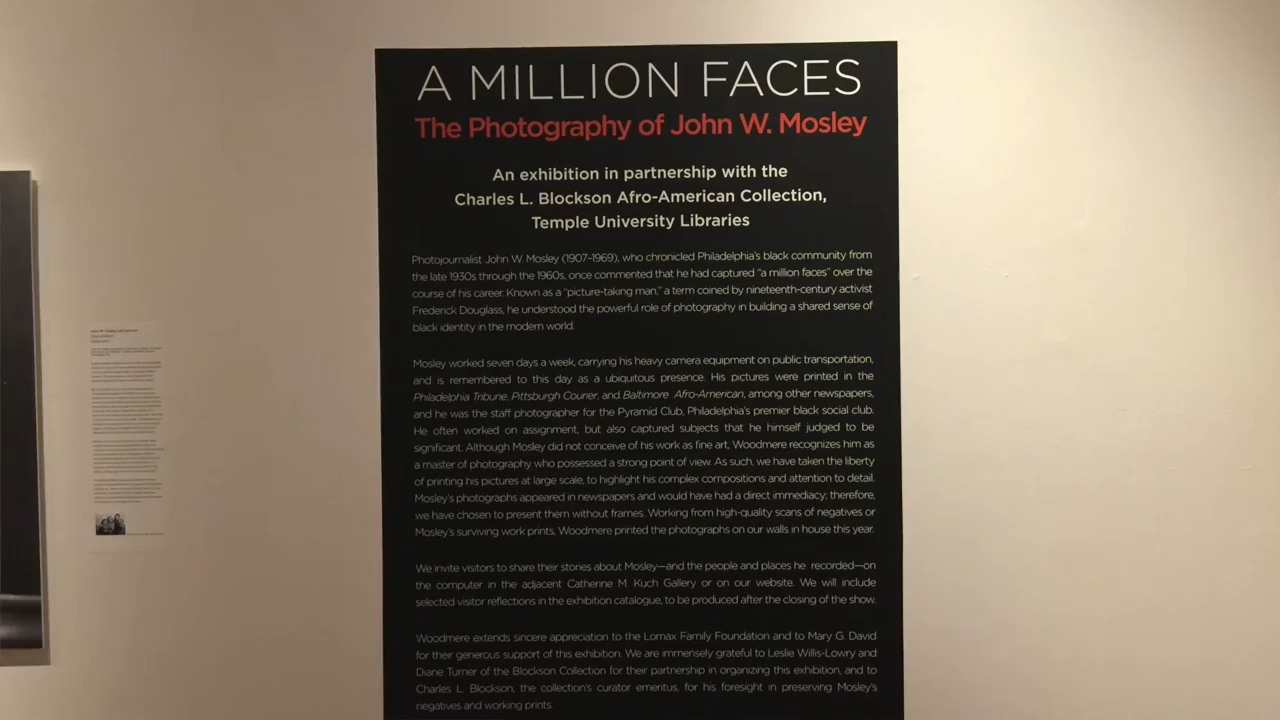 A MILLION FACES
The Photography of John W. Mosley
An exhibition in partnership with the
Charles L. Blockson Afro-American Collection,
Temple University Libraries
Photojournalist John W. Mosley (1907-1969), who chronicled Philadelphia's black community from
the late 1930s through the 1960s, once commented that he had captured "a million faces" over the
course of his career. Known as a "picture-taking man," a term coined by nineteenth-century activist
Frederick Douglass, he understood the powerful role of photography in building a shared sense of
black identity in the modern world.
Mosley worked seven days a week, carrying his heavy camera equipment on public transportation,
and is remembered to this day as a ubiquitous presence. His pictures were printed in the
Philadelphia Tribune, Pittsburgh Courier, and Baltimore Afro-American, among other newspapers,
and he was the staff photographer for the Pyramid Club, Philadelphia's premier black social club.
He often worked on assignment, but also captured subjects that he himself judged to be
significant. Although Mosley did not conceive of his work as fine art, Woodmere recognizes him as
a master of photography who possessed a strong point of view. As such, we have taken the liberty
of printing his pictures at large scale, to highlight his complex compositions and attention to detail.
Mosley's photographs appeared in newspapers and would have had a direct immediacy; therefore,
we have chosen to present them without frames. Working from high-quality scans of negatives or
Mosley's surviving work prints, Woodmere printed the photographs on our walls in house this year.
We invite visitors to share their stories about Mosley—and the people and places he recorded—on
the computer in the adjacent Catherine M. Kuch Gallery or on our website. We will include
selected visitor reflections in the exhibition catalogue, to be produced after the closing of the show.
Woodmere extends sincere appreciation to the Lomax Family Foundation and to Mary G. David
for their generous support of this exhibition. We are immensely grateful to Leslie Willis-Lowry and
Diane Turner of the Blockson Collection for their partnership in organizing this exhibition, and to
Charles L. Blockson, the collection's curator emeritus, for his foresight in preserving Mosley's
negatives and working prints.